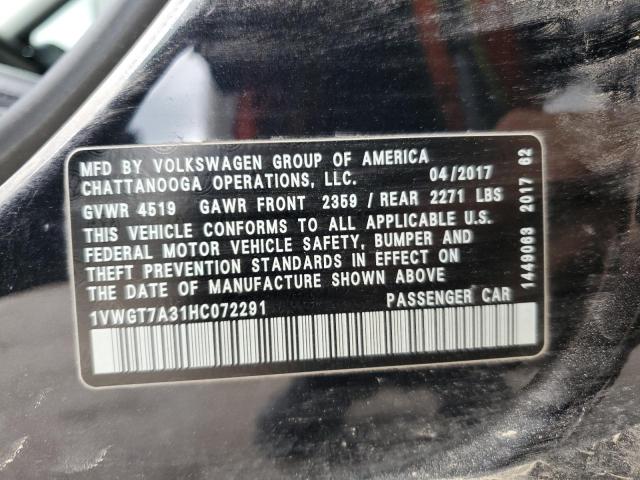 MFD BY VOLKSWAGEN GROUP OF AMERICA
CHATTANOOGA OPERATIONS, LLC. 04/2017
GVWR 4519 GAWR FRONT 2359 / REAR 2271 LBS
THIS VEHICLE CONFORMS TO ALL APPLICABLE U.S.
FEDERAL MOTOR VEHICLE SAFETY, BUMPER AND
THEFT PREVENTION STANDARDS IN EFFECT ON
THE DATE OF MANUFACTURE SHOWN ABOVE
1VWGT7A31HC072291 PASSENGER CAR
1449063 2017 62